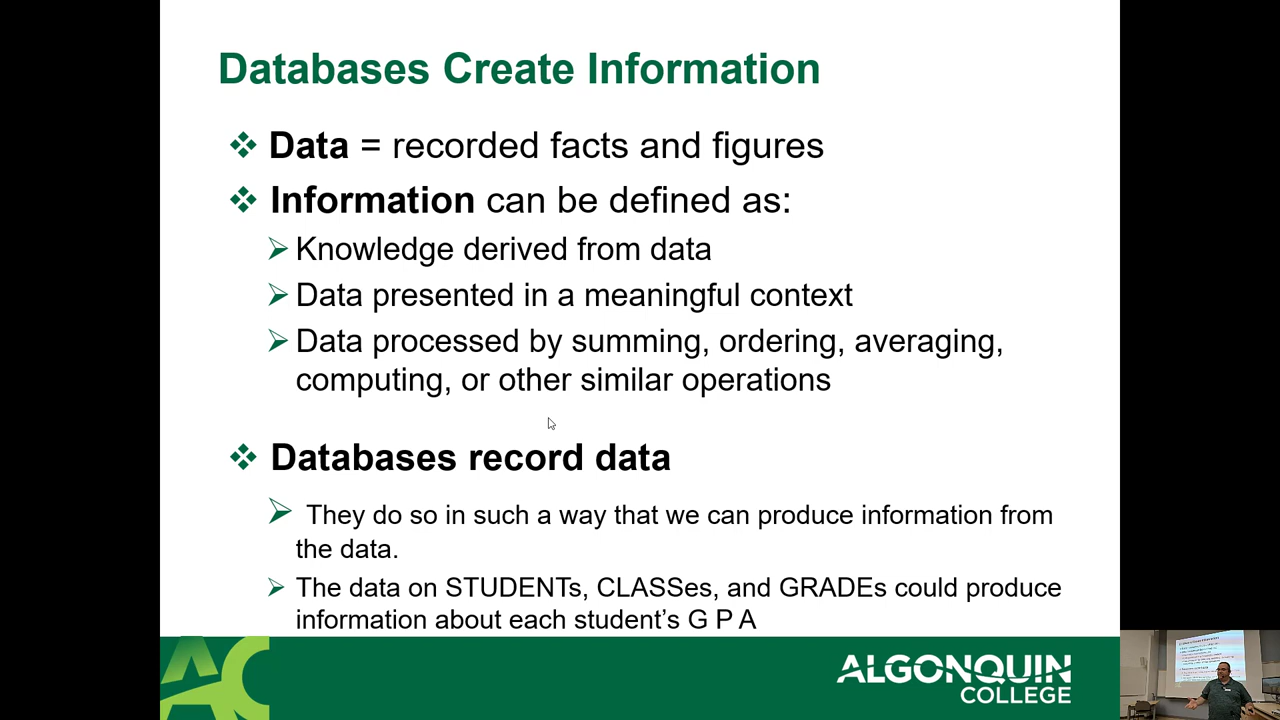 Databases Create Information
Data = recorded facts and figures
Information can be defined as:
Knowledge derived from data
Data presented in a meaningful context
Data processed by summing, ordering, averaging,
computing, or other similar operations
Databases record data
They do so in such a way that we can produce information from
the data.
The data on STUDENTs, CLASSes, and GRADEs could produce
information about each student’s G P A
AC
ALGONQUIN
COLLEGE